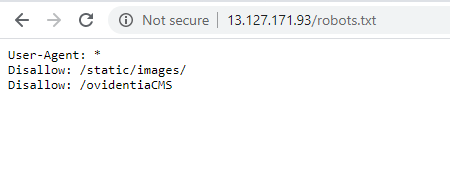 Not secure | 13.127.171.93/robots.txt
User-Agent: *
Disallow: /static/images/
Disallow: /ovidentiaCMS